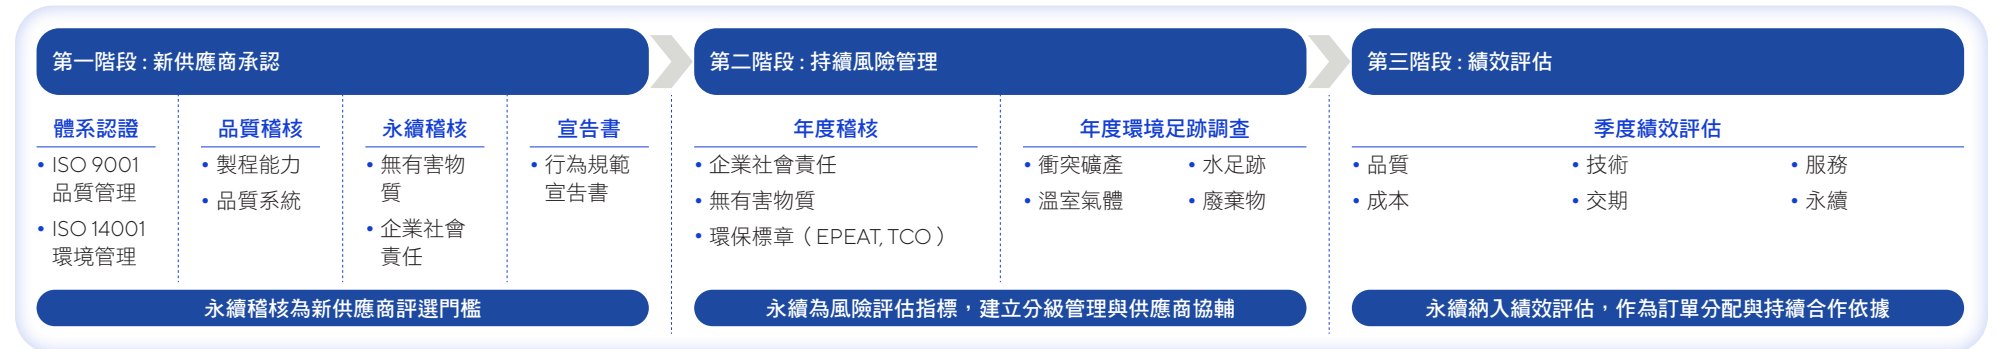 第一階段 : 新供應商承認
體系認證
• ISO 9001
品質管理
• ISO 14001
環境管理
品質稽核
• 製程能力
• 品質系統
永續稽核
• 無有害物
質
• 企業社會
責任
宣告書
• 行為規範
宣告書
永續稽核為新供應商評選門檻
第二階段 : 持續風險管理
年度稽核
• 企業社會責任
• 無有害物質
• 環保標章（EPEAT, TCO）
年度環境足跡調查
• 衝突礦產
• 溫室氣體
• 水足跡
• 廢棄物
永續為風險評估指標，建立分級管理與供應商協輔
第三階段 : 績效評估
季度績效評估
• 品質
• 成本
• 技術
• 交期
• 服務
• 永續
永續納入績效評估，作為訂單分配與持續合作依據